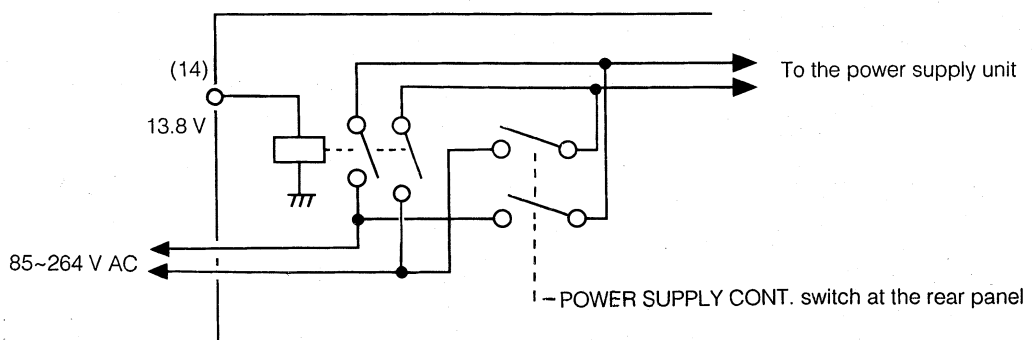 (14)
To the power supply unit
13.8 V
85~264 V AC
POWER SUPPLY CONT. switch at the rear panel